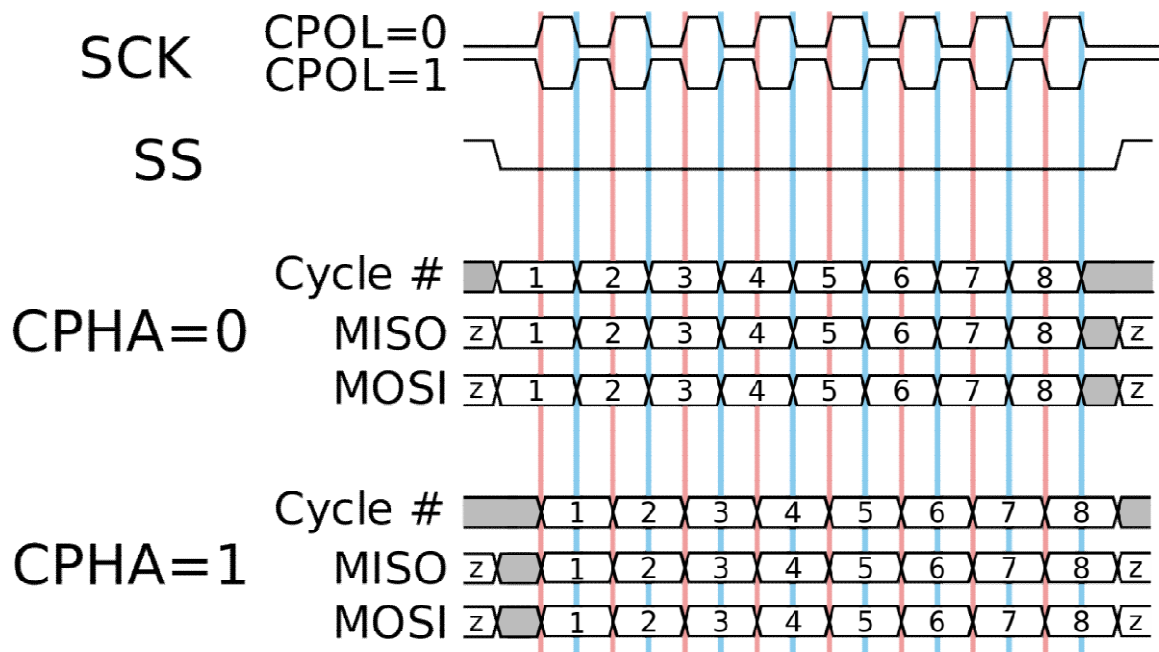 SCK CPOL=0
CPOL=1
SS
Cycle # 1 2 3 4 5 6 7 8
CPHA=0 MISO z 1 2 3 4 5 6 7 8 z
MOSI z 1 2 3 4 5 6 7 8 z
Cycle # 1 2 3 4 5 6 7 8
CPHA=1 MISO z 1 2 3 4 5 6 7 8 z
MOSI z 1 2 3 4 5 6 7 8 z